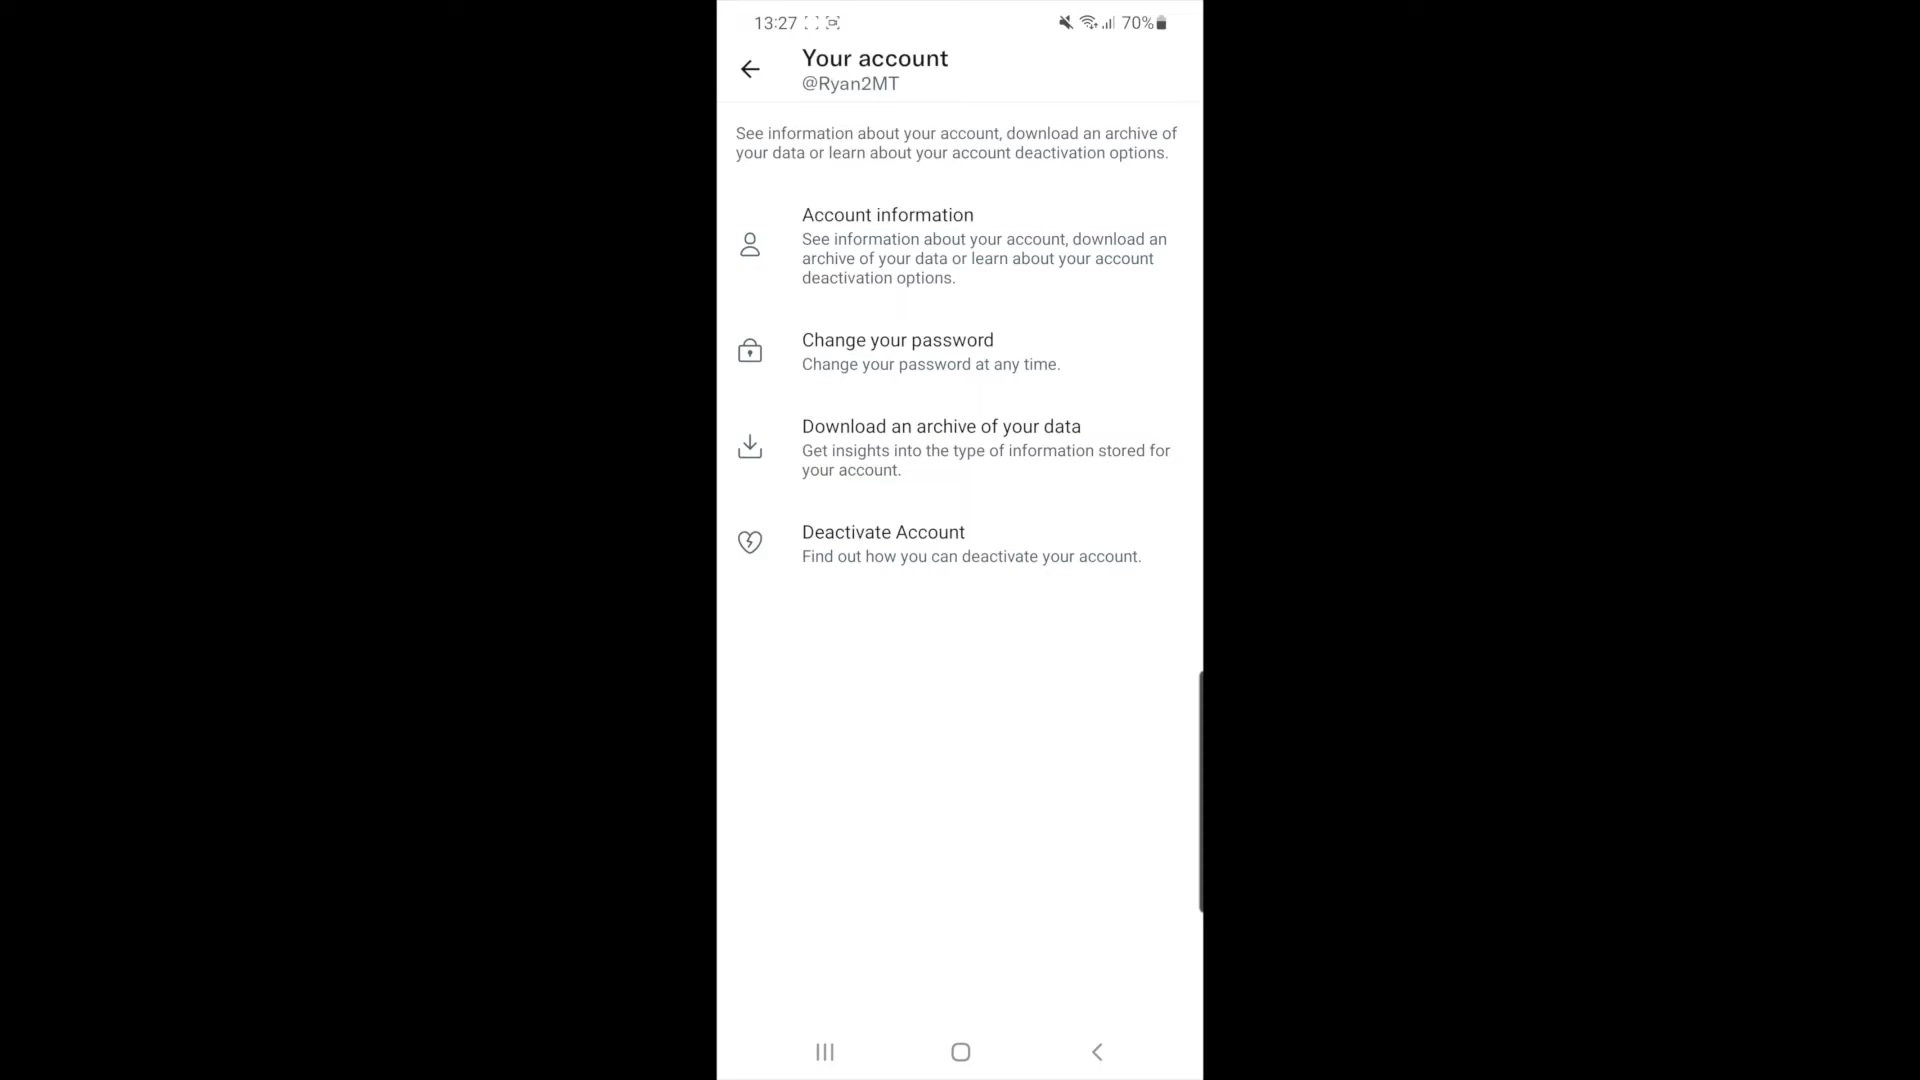 13:27
70%
Your account
@Ryan2MT
See information about your account, download an archive of
your data or learn about your account deactivation options.
Account information
See information about your account, download an
archive of your data or learn about your account
deactivation options.
Change your password
Change your password at any time.
Download an archive of your data
Get insights into the type of information stored for
your account.
Deactivate Account
Find out how you can deactivate your account.